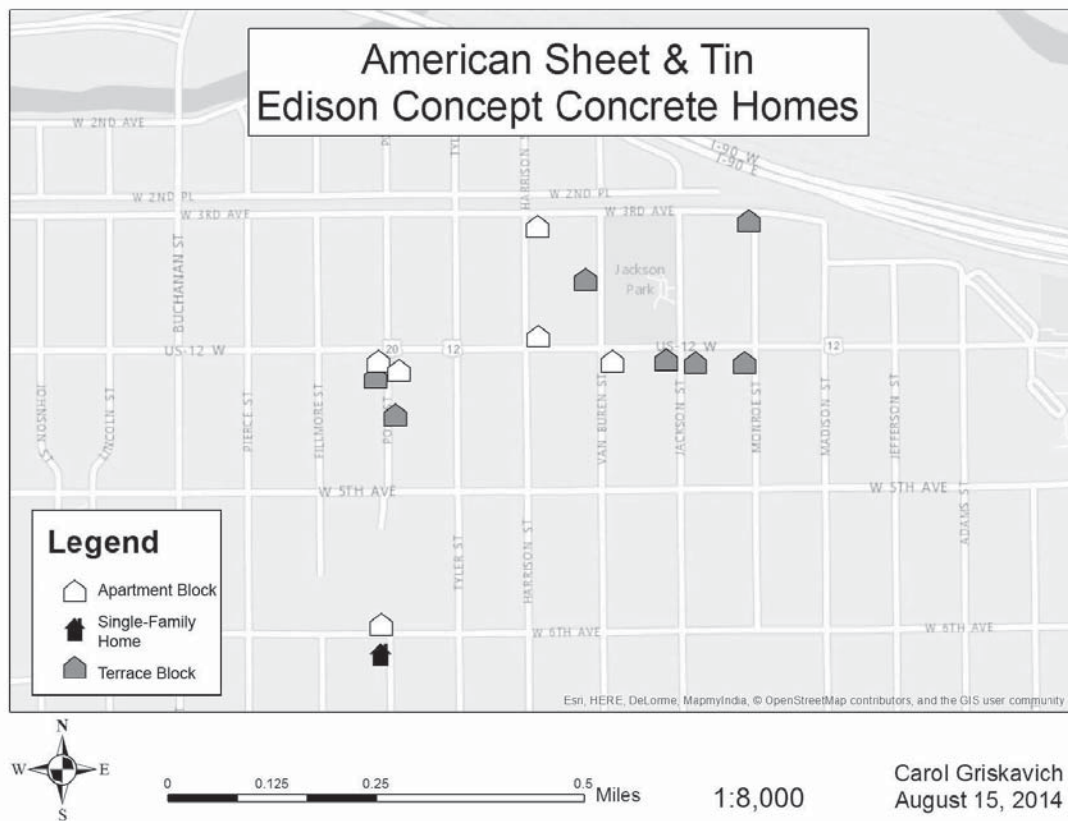 American Sheet & Tin
Edison Concept Concrete Homes
W 2ND AVE
I-90 W
I-90 E
HARRISON S
W 2ND PL
W 2ND PL
W 3RD AVE
W 3RD AVE
BUCHANAN ST
Jackson
Park
US-12 W
20
12
US-12 W
12
JOHNSON ST
LINCOLN ST
PIERCE ST
FILLMORE ST
VAN BUREN ST
JACKSON ST
MONROE ST
MADISON ST
JEFFERSON ST
W 5TH AVE
W 5TH AVE
ADAMS ST
TYLER ST
HARRISON ST
W 6TH AVE
W 6TH AVE
Legend
Apartment Block
Single-Family
Home
Terrace Block
Esri, HERE, DeLorme, MapmyIndia, © OpenStreetMap contributors, and the GIS user community
N
W
E
S
0
0.125
0.25
0.5
Miles
1:8,000
Carol Griskavich
August 15, 2014